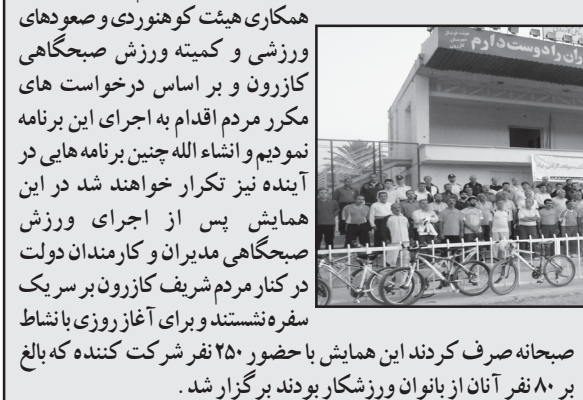 همکاری هیئت کوهنوردی و صعودهای
ورزشی و کمیته ورزش صبحگاهی
کازرون و بر اساس درخواست های
مکرر مردم اقدام به اجرای این برنامه
نمودیم و انشاء الله چنین برنامه هایی در
آینده نیز تکرار خواهند شد در این
همایش پس از اجرای ورزش
صبحگاهی مدیران و کارمندان دولت
در کنار مردم شریف کازرون بر سر یک
سفره نشستند و برای آغاز روزی با نشاط
صبحانه صرف کردند این همایش با حضور ۲۵۰ نفر شرکت کننده که بالغ
بر ۸۰ نفر آنان از بانوان ورزشکار بودند برگزار شد .
ران رادوست دارم